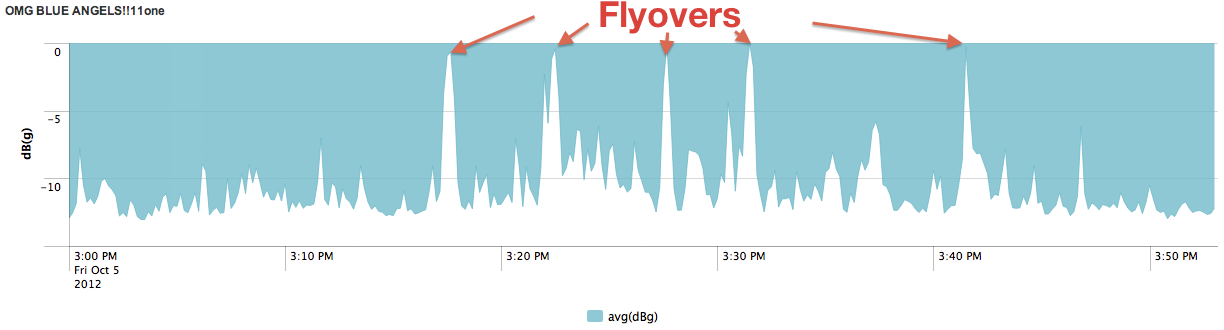 OMG BLUE ANGELS!!11one
Flyovers
0
-5
-10
dB(g)
3:00 PM
Fri Oct 5
2012
3:10 PM
3:20 PM
3:30 PM
3:40 PM
3:50 PM
avg(dBg)